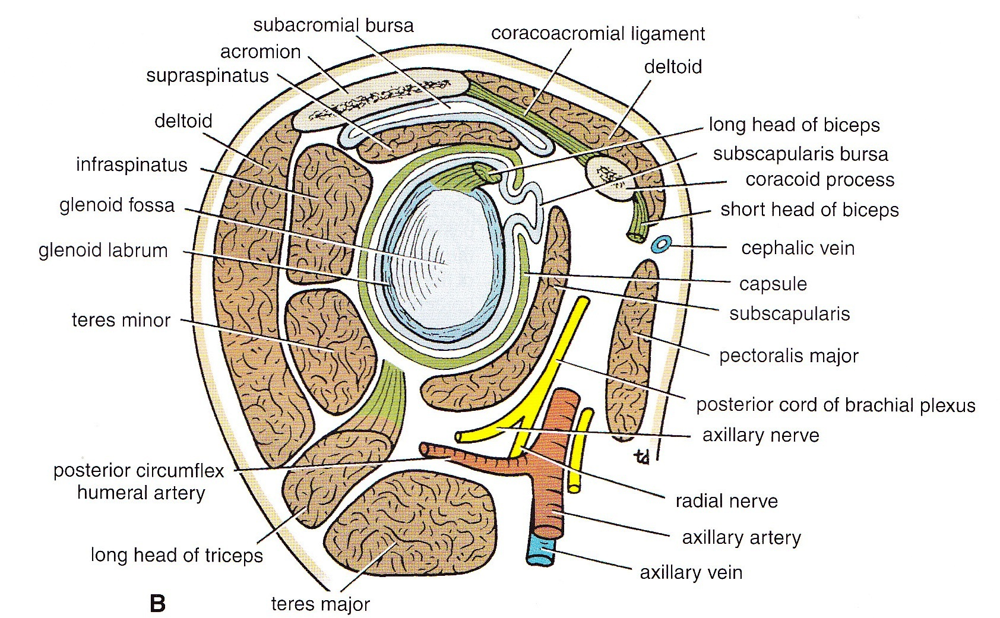 subacromial bursa
coracoacromial ligament
acromion
deltoid
supraspinatus
deltoid
long head of biceps
subscapularis bursa
infraspinatus
coracoid process
glenoid fossa
short head of biceps
glenoid labrum
cephalic vein
capsule
subscapularis
teres minor
pectoralis major
posterior cord of brachial plexus
axillary nerve
td
posterior circumflex
humeral artery
radial nerve
axillary artery
long head of triceps
axillary vein
B
teres major